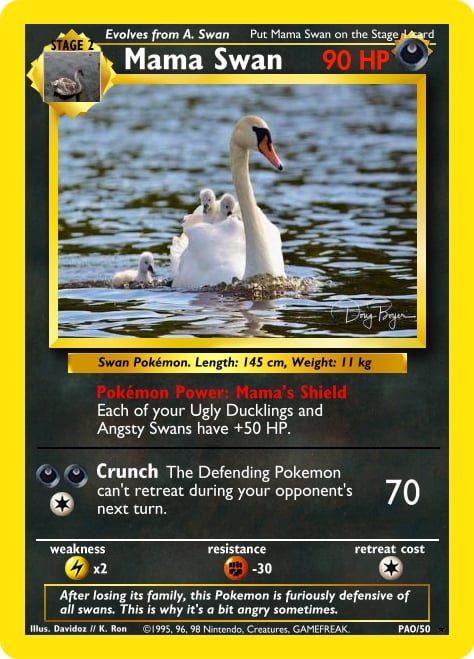 STAGE 2
Evolves from A. Swan
Put Mama Swan on the Stage 1 card
Mama Swan
90 HP
Doug Boyer
Swan Pokémon. Length: 145 cm, Weight: 11 kg
Pokémon Power: Mama's Shield
Each of your Ugly Ducklings and
Angsty Swans have +50 HP.
Crunch The Defending Pokemon
can't retreat during your opponent's
next turn.
70
weakness
resistance
retreat cost
x2
-30
After losing its family, this Pokemon is furiously defensive of
all swans. This is why it's a bit angry sometimes.
Illus. Davidoz // K. Ron
©1995, 96, 98 Nintendo, Creatures, GAMEFREAK.
PAO/50